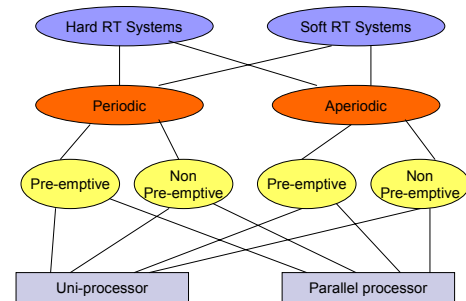 Hard RT Systems
Soft RT Systems
Periodic
Aperiodic
Pre-emptive
Non
Pre-emptive
Pre-emptive
Non
Pre-emptive
Uni-processor
Parallel processor